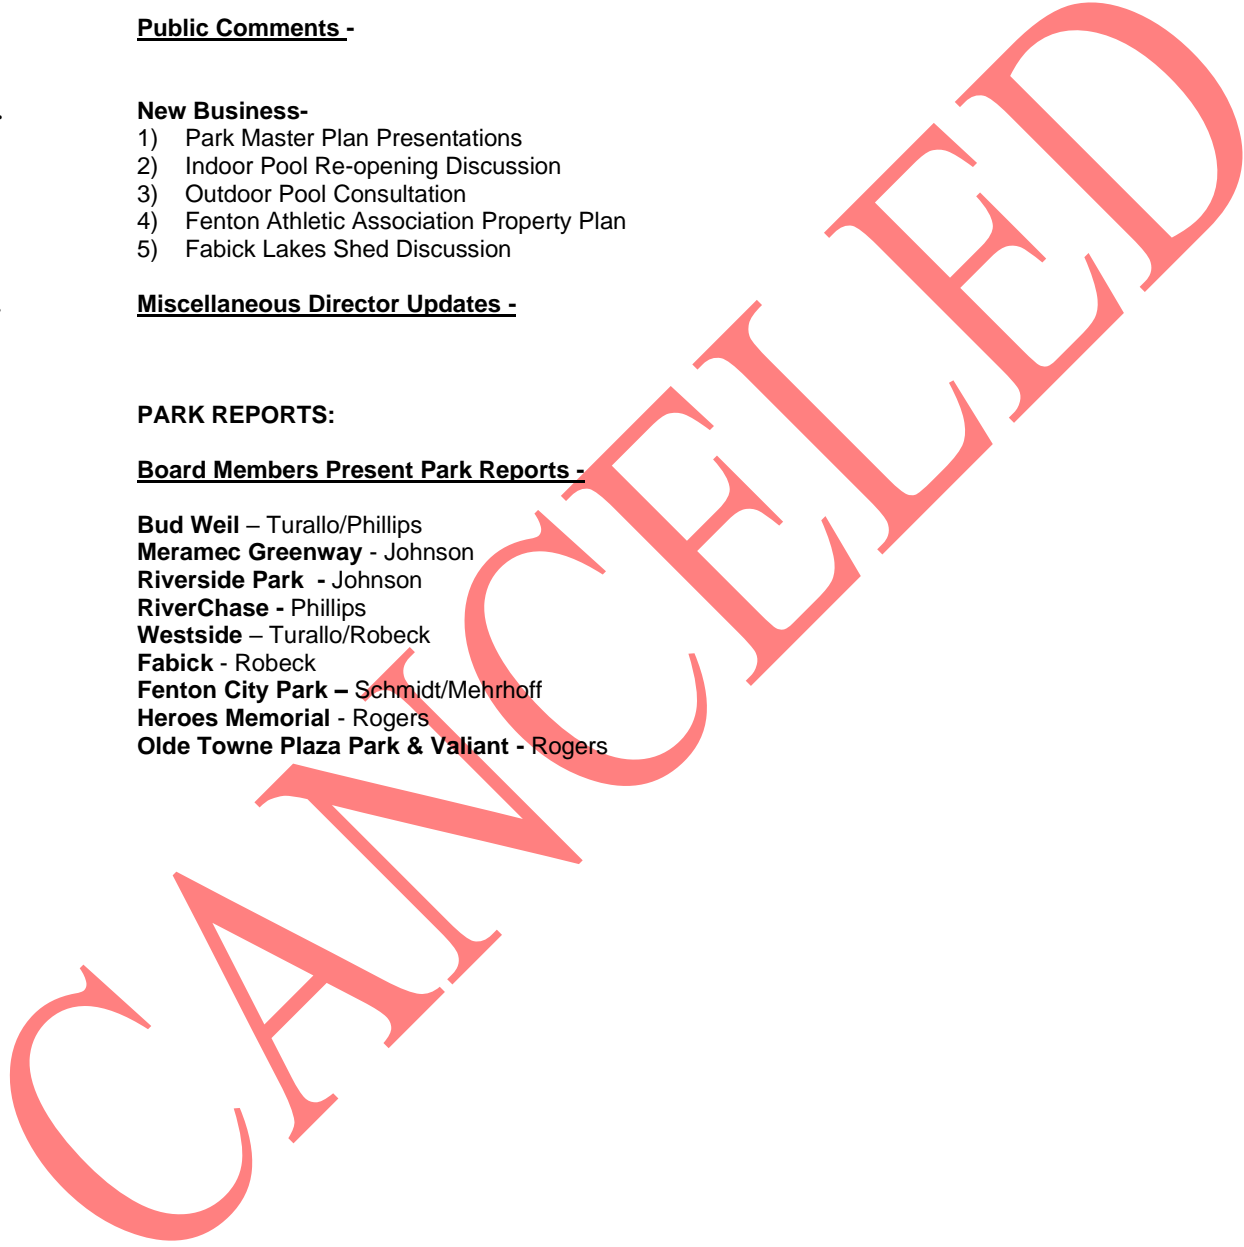 Public Comments -
. New Business-
1) Park Master Plan Presentations
2) Indoor Pool Re-opening Discussion
3) Outdoor Pool Consultation
4) Fenton Athletic Association Property Plan
5) Fabick Lakes Shed Discussion
. Miscellaneous Director Updates -
PARK REPORTS:
Board Members Present Park Reports -
Bud Weil – Turallo/Phillips
Meramec Greenway - Johnson
Riverside Park - Johnson
RiverChase - Phillips
Westside – Turallo/Robeck
Fabick - Robeck
Fenton City Park – Schmidt/Mehrhoff
Heroes Memorial - Rogers
Olde Towne Plaza Park & Valiant - Rogers
CANCELED